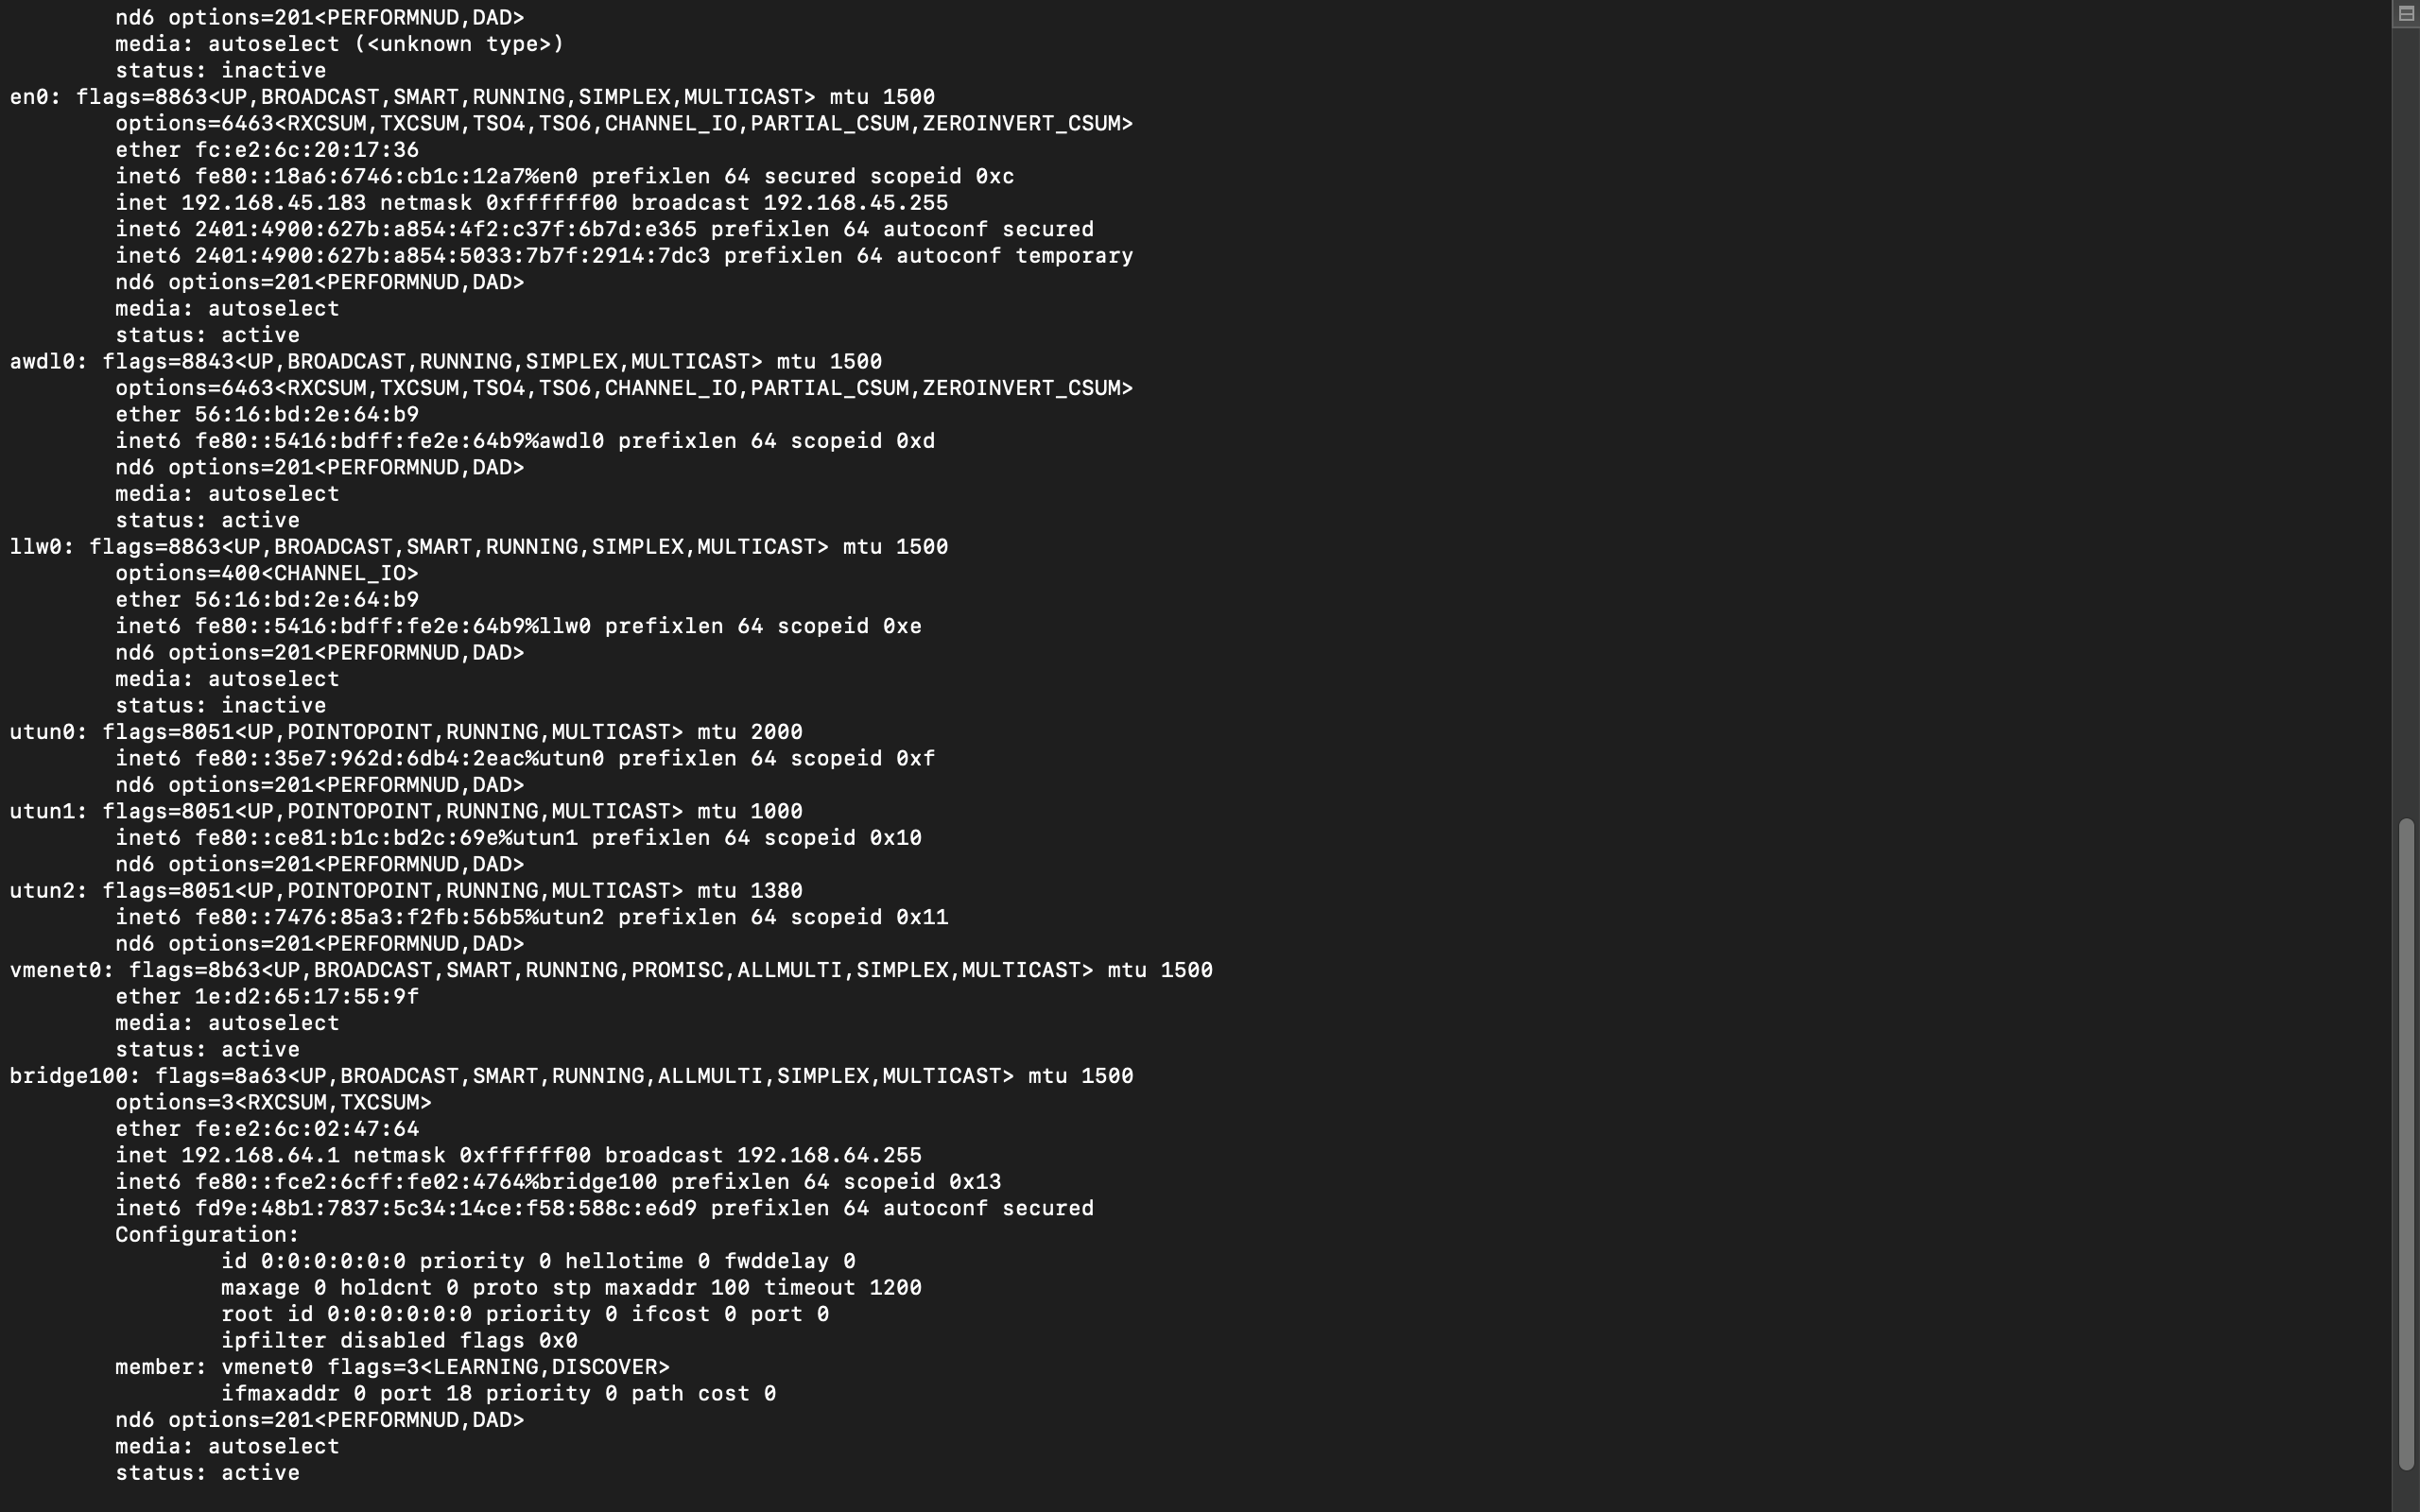 nd6 options=201<PERFORMNUD,DAD>
media: autoselect (<unknown type>)
status: inactive
en0: flags=8863<UP,BROADCAST,SMART,RUNNING,SIMPLEX,MULTICAST> mtu 1500
options=6463<RXCSUM,TXCSUM,TSO4,TSO6,CHANNEL_IO,PARTIAL_CSUM,ZEROINVERT_CSUM>
ether fc:e2:6c:20:17:36
inet6 fe80::18a6:6746:cb1c:12a7%en0 prefixlen 64 secured scopeid 0xc
inet 192.168.45.183 netmask 0xffffff00 broadcast 192.168.45.255
inet6 2401:4900:627b:a854:4f2:c37f:6b7d:e365 prefixlen 64 autoconf secured
inet6 2401:4900:627b:a854:5033:7b7f:2914:7dc3 prefixlen 64 autoconf temporary
nd6 options=201<PERFORMNUD,DAD>
media: autoselect
status: active
awdl0: flags=8843<UP,BROADCAST,RUNNING,SIMPLEX,MULTICAST> mtu 1500
options=6463<RXCSUM,TXCSUM,TSO4,TSO6,CHANNEL_IO,PARTIAL_CSUM,ZEROINVERT_CSUM>
ether 56:16:bd:2e:64:b9
inet6 fe80::5416:bdff:fe2e:64b9%awdl0 prefixlen 64 scopeid 0xd
nd6 options=201<PERFORMNUD,DAD>
media: autoselect
status: active
llw0: flags=8863<UP,BROADCAST,SMART,RUNNING,SIMPLEX,MULTICAST> mtu 1500
options=400<CHANNEL_IO>
ether 56:16:bd:2e:64:b9
inet6 fe80::5416:bdff:fe2e:64b9%llw0 prefixlen 64 scopeid 0xe
nd6 options=201<PERFORMNUD,DAD>
media: autoselect
status: inactive
utun0: flags=8051<UP,POINTOPOINT,RUNNING,MULTICAST> mtu 2000
inet6 fe80::35e7:962d:6db4:2eac%utun0 prefixlen 64 scopeid 0xf
nd6 options=201<PERFORMNUD,DAD>
utun1: flags=8051<UP,POINTOPOINT,RUNNING,MULTICAST> mtu 1000
inet6 fe80::ce81:b1c:bd2c:69e%utun1 prefixlen 64 scopeid 0x10
nd6 options=201<PERFORMNUD,DAD>
utun2: flags=8051<UP,POINTOPOINT,RUNNING,MULTICAST> mtu 1380
inet6 fe80::7476:85a3:f2fb:56b5%utun2 prefixlen 64 scopeid 0x11
nd6 options=201<PERFORMNUD,DAD>
vmenet0: flags=8b63<UP,BROADCAST,SMART,RUNNING,PROMISC,ALLMULTI,SIMPLEX,MULTICAST> mtu 1500
ether 1e:d2:65:17:55:9f
media: autoselect
status: active
bridge100: flags=8a63<UP,BROADCAST,SMART,RUNNING,ALLMULTI,SIMPLEX,MULTICAST> mtu 1500
options=3<RXCSUM,TXCSUM>
ether fe:e2:6c:02:47:64
inet 192.168.64.1 netmask 0xffffff00 broadcast 192.168.64.255
inet6 fe80::fce2:6cff:fe02:4764%bridge100 prefixlen 64 scopeid 0x13
inet6 fd9e:48b1:7837:5c34:14ce:f58:588c:e6d9 prefixlen 64 autoconf secured
Configuration:
id 0:0:0:0:0:0 priority 0 hellotime 0 fwddelay 0
maxage 0 holdcnt 0 proto stp maxaddr 100 timeout 1200
root id 0:0:0:0:0:0 priority 0 ifcost 0 port 0
ipfilter disabled flags 0x0
member: vmenet0 flags=3<LEARNING,DISCOVER>
ifmaxaddr 0 port 18 priority 0 path cost 0
nd6 options=201<PERFORMNUD,DAD>
media: autoselect
status: active